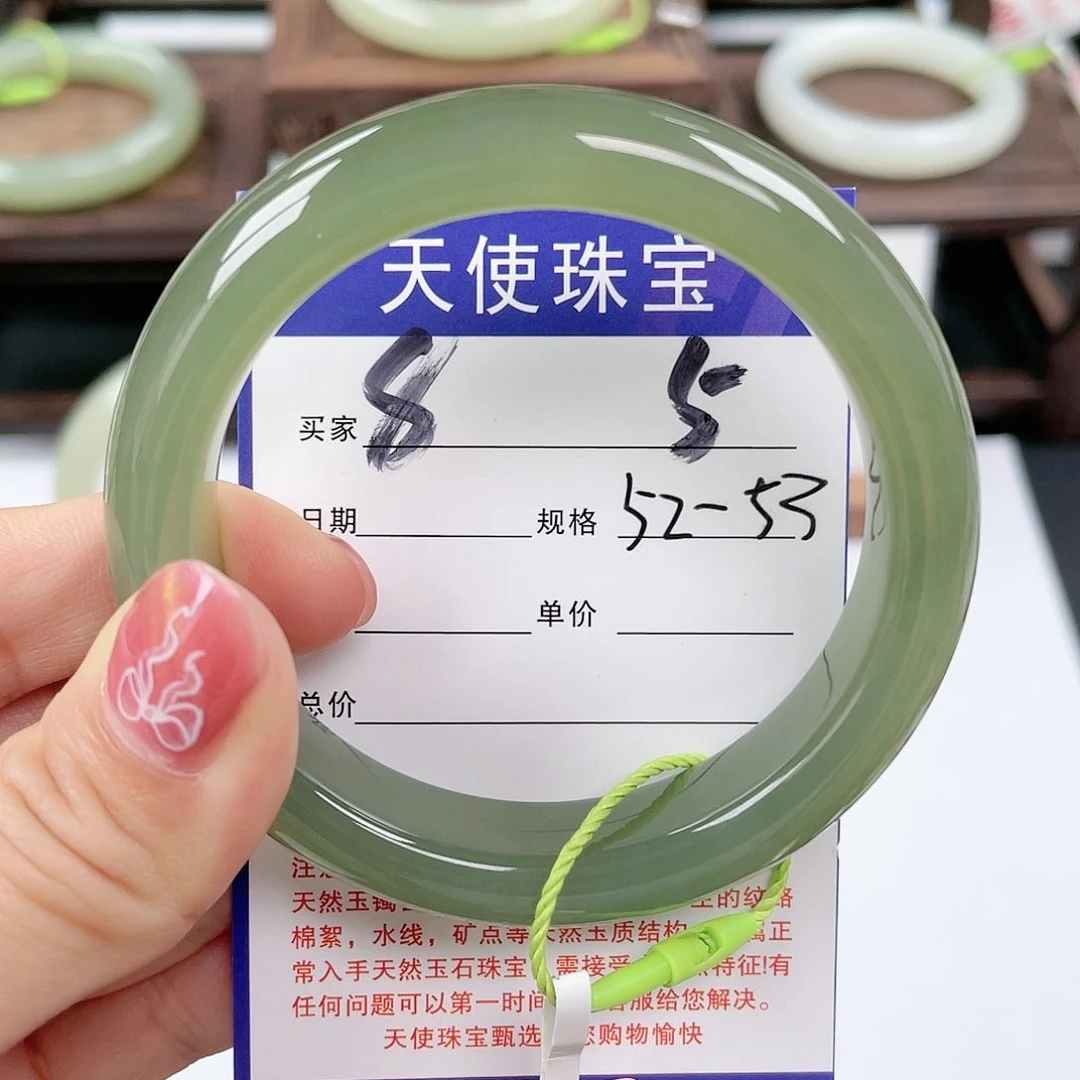 天使珠宝
买家 8 5
日期 规格 52-53
单价
总价
注
天然玉 的纹路
棉絮，水线，矿点等天然玉质结构 属正
常入手天然玉石珠宝 需接受 特征!有
任何问题可以第一时间 客服给您解决。
天使珠宝甄选 您购物愉快